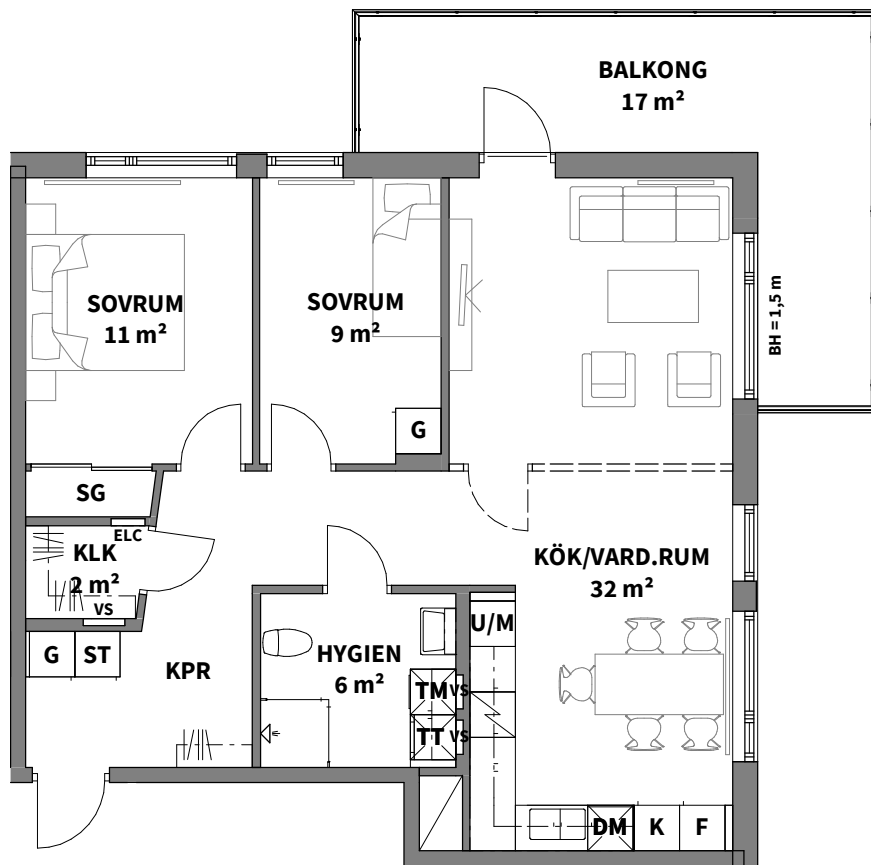 BALKONG
17 m²
SOVRUM
11 m²
SOVRUM
9 m²
BH = 1,5 m
G
SG
ELC
KLK
2 m²
VS
KÖK/VARD.RUM
32 m²
U/M
G
ST
KPR
HYGIEN
6 m²
TM
VS
TT
VS
DM
K
F